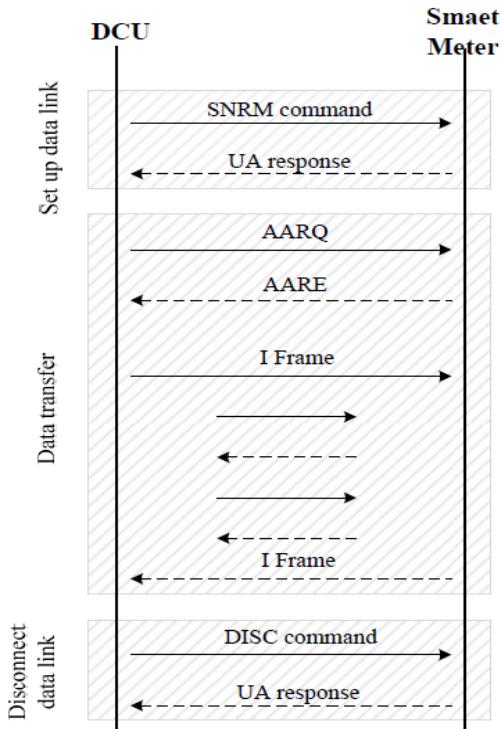 DCU
Smaet
Meter
Set up data link
SNRM command
UA response
Data transfer
AARQ
AARE
I Frame
I Frame
Disconnect
data link
DISC command
UA response